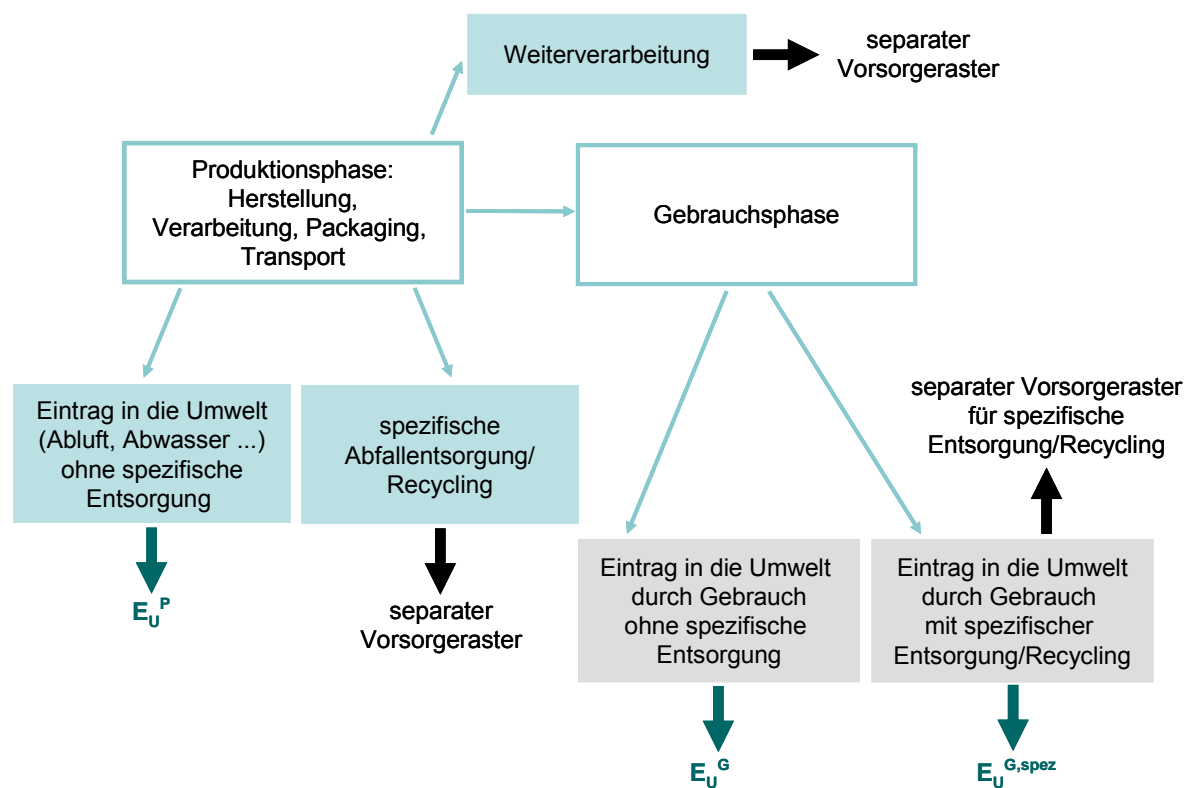 Weiterverarbeitung
separater
Vorsorgeraster
Produktionsphase:
Herstellung,
Verarbeitung, Packaging,
Transport
Gebrauchsphase
Eintrag in die Umwelt
(Abluft, Abwasser ...)
ohne spezifische
Entsorgung
spezifische
Abfallentsorgung/
Recycling
separater Vorsorgeraster
für spezifische
Entsorgung/Recycling
E_U^P
separater
Vorsorgeraster
Eintrag in die Umwelt
durch Gebrauch
ohne spezifische
Entsorgung
Eintrag in die Umwelt
durch Gebrauch
mit spezifischer
Entsorgung/Recycling
E_U^G
E_U^G,spez